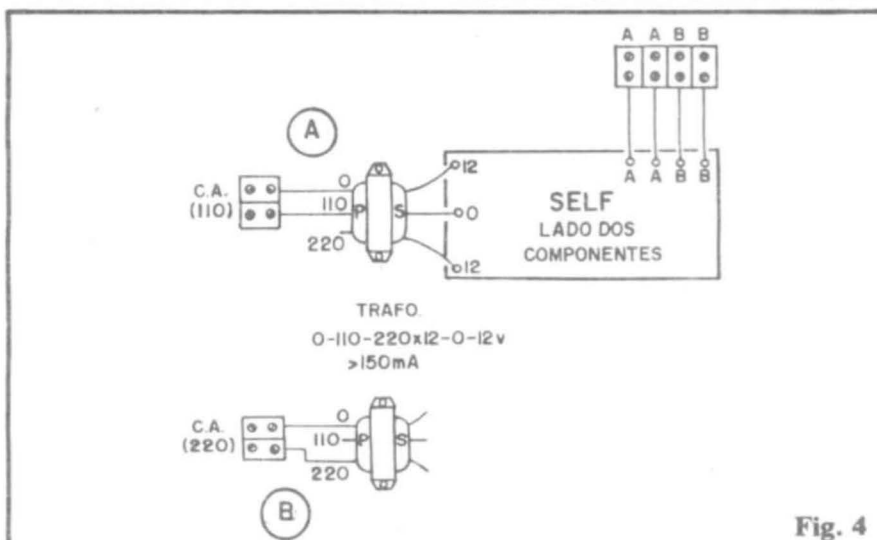 A A B B
A
0
C.A.
(110)
110
220
P S
12
0
12
A A B B
SELF
LADO DOS
COMPONENTES
TRAFO.
0-110-220x12-0-12v
>150mA
C.A.
(220)
0
110
220
P S
B
Fig. 4